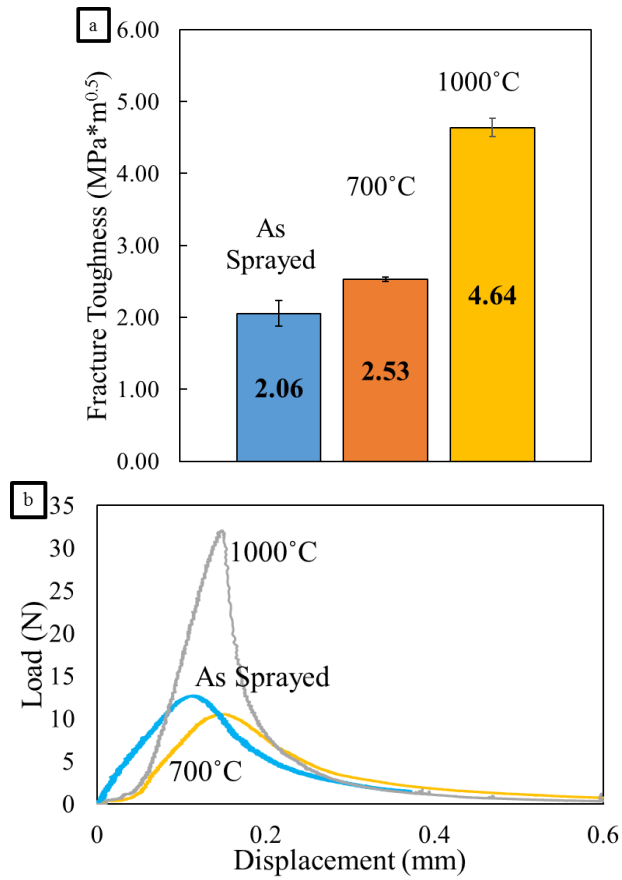 a
6.00
5.00
4.00
3.00
2.00
1.00
0.00
Fracture Toughness (MPa*m^0.5)
As
Sprayed
700˚C
1000˚C
2.06
2.53
4.64
b
35
30
25
20
15
10
5
0
Load (N)
1000˚C
As Sprayed
700˚C
0
0.2
0.4
0.6
Displacement (mm)